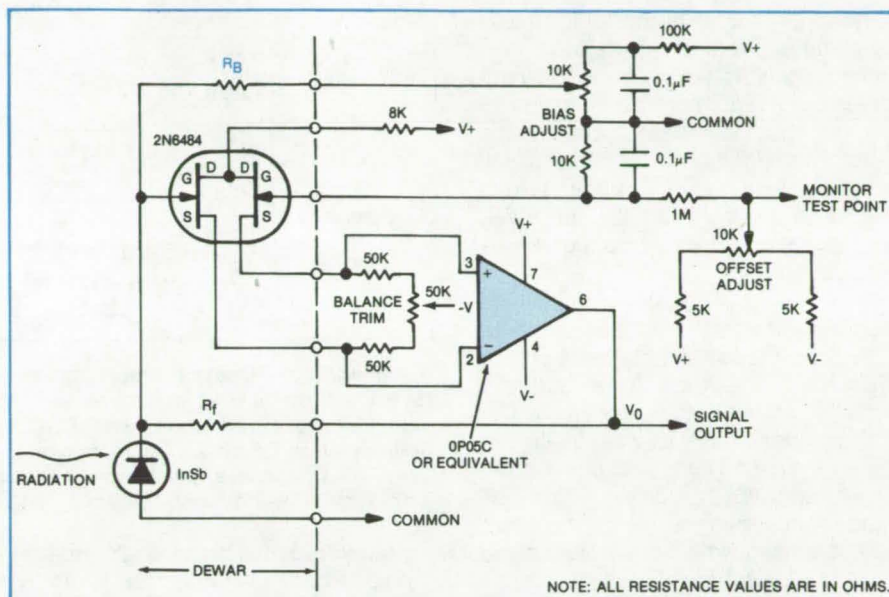 R_B
100K
V+
10K
0.1µF
BIAS
ADJUST
COMMON
8K
V+
2N6484
10K
0.1µF
G D D G
S S
MONITOR
TEST POINT
1M
10K
OFFSET
ADJUST
50K
V+
3
7
+
BALANCE
TRIM
50K
-V
6
5K
5K
50K
2
−
4
V+
V-
V-
R_f
V_0
SIGNAL
OUTPUT
0P05C
OR EQUIVALENT
RADIATION
InSb
COMMON
DEWAR
NOTE: ALL RESISTANCE VALUES ARE IN OHMS.